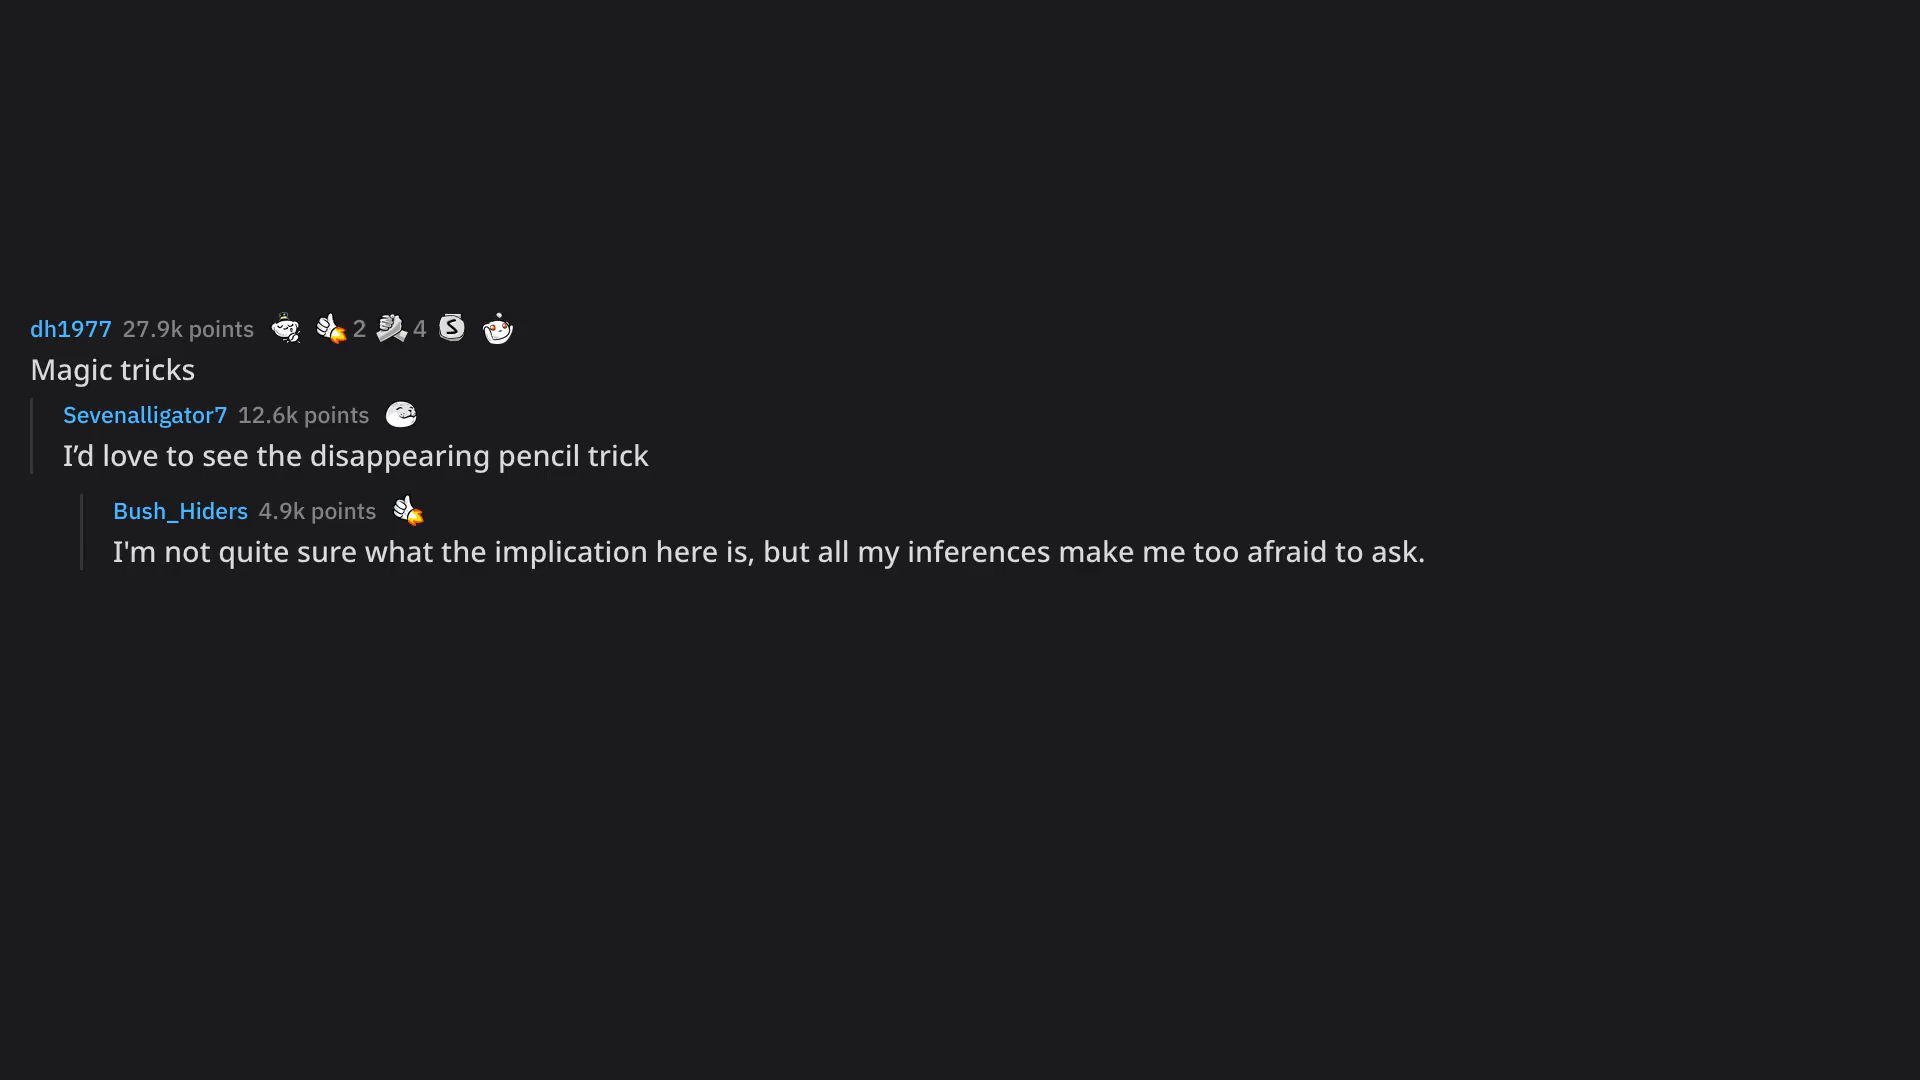 dh1977 27.9k points 2 4
Magic tricks
Sevenalligator7 12.6k points
I’d love to see the disappearing pencil trick
Bush_Hiders 4.9k points
I'm not quite sure what the implication here is, but all my inferences make me too afraid to ask.